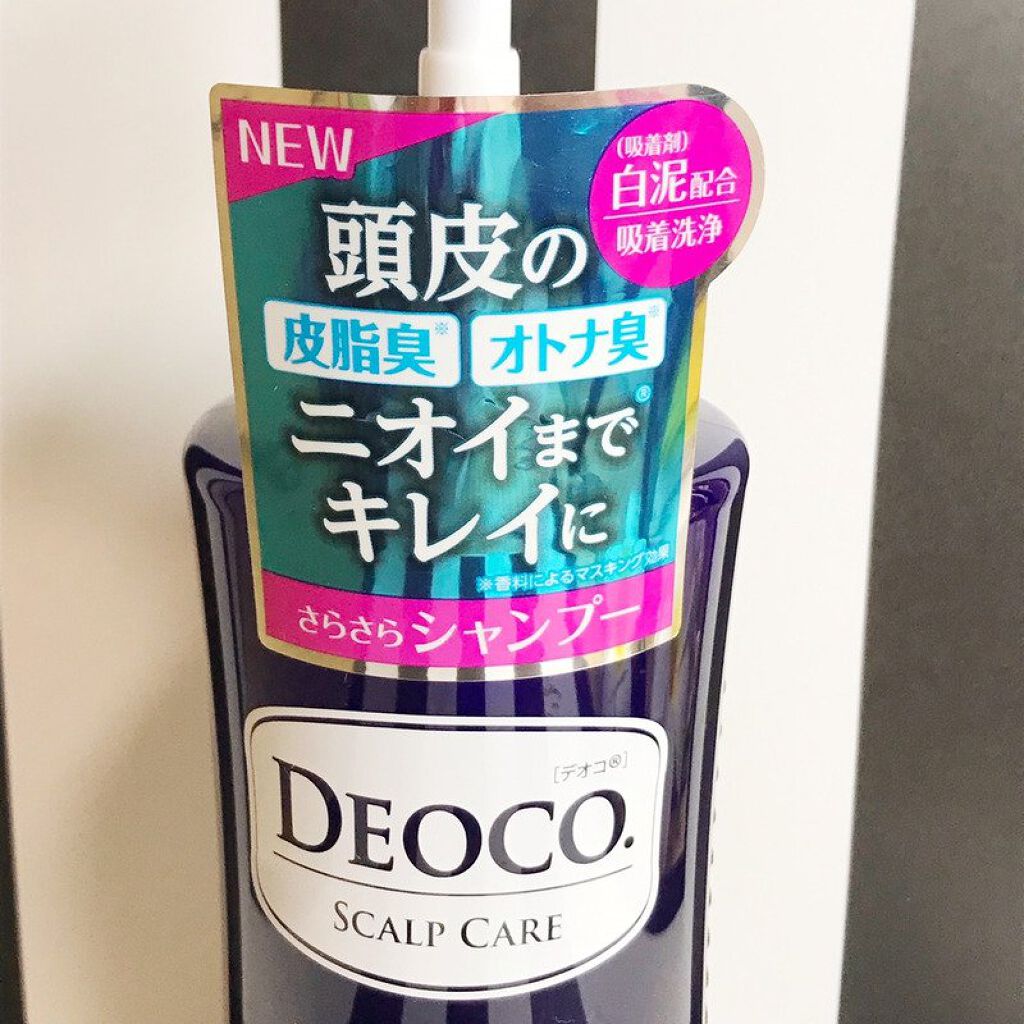 NEW
(吸着剤)
白泥配合
吸着洗浄
頭皮の
皮脂臭※ オトナ臭※
ニオイまで®
キレイに
※香料によるマスキング効果
さらさらシャンプー
[デオコ®]
DEOCO.
SCALP CARE